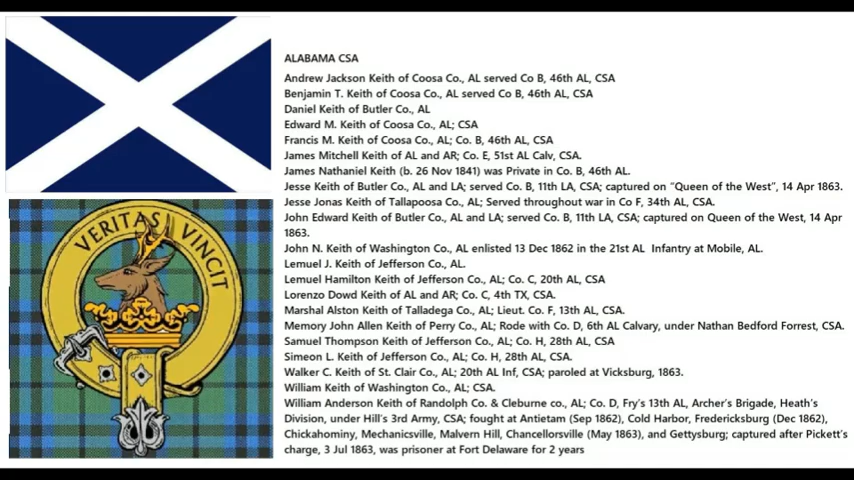 ALABAMA CSA
Andrew Jackson Keith of Coosa Co., AL served Co B, 46th AL, CSA
Benjamin T. Keith of Coosa Co., AL served Co B, 46th AL, CSA
Daniel Keith of Butler Co., AL
Edward M. Keith of Coosa Co., AL; CSA
Francis M. Keith of Coosa Co., AL; Co. B, 46th AL, CSA
James Mitchell Keith of AL and AR; Co. E, 51st AL Calv, CSA.
James Nathaniel Keith (b. 26 Nov 1841) was Private in Co. B, 46th AL.
Jesse Keith of Butler Co., AL and LA; served Co. B, 11th LA, CSA; captured on "Queen of the West", 14 Apr 1863.
Jesse Jonas Keith of Tallapoosa Co., AL; Served throughout war in Co F, 34th AL, CSA.
John Edward Keith of Butler Co., AL and LA; served Co. B, 11th LA, CSA; captured on Queen of the West, 14 Apr
1863.
John N. Keith of Washington Co., AL enlisted 13 Dec 1862 in the 21st AL Infantry at Mobile, AL.
Lemuel J. Keith of Jefferson Co., AL.
Lemuel Hamilton Keith of Jefferson Co., AL; Co. C, 20th AL, CSA
Lorenzo Dowd Keith of AL and AR; Co. C, 4th TX, CSA.
Marshal Alston Keith of Talladega Co., AL; Lieut. Co. F, 13th AL, CSA.
Memory John Allen Keith of Perry Co., AL; Rode with Co. D, 6th AL Calvary, under Nathan Bedford Forrest, CSA.
Samuel Thompson Keith of Jefferson Co., AL; Co. H, 28th AL, CSA
Simeon L. Keith of Jefferson Co., AL; Co. H, 28th AL, CSA.
Walker C. Keith of St. Clair Co., AL; 20th AL Inf, CSA; paroled at Vicksburg, 1863.
William Keith of Washington Co., AL; CSA.
William Anderson Keith of Randolph Co. & Cleburne co., AL; Co. D, Fry's 13th AL, Archer's Brigade, Heath's
Division, under Hill's 3rd Army, CSA; fought at Antietam (Sep 1862), Cold Harbor, Fredericksburg (Dec 1862),
Chickahominy, Mechanicsville, Malvern Hill, Chancellorsville (May 1863), and Gettysburg; captured after Pickett's
charge, 3 Jul 1863, was prisoner at Fort Delaware for 2 years
VERITAS VINCIT